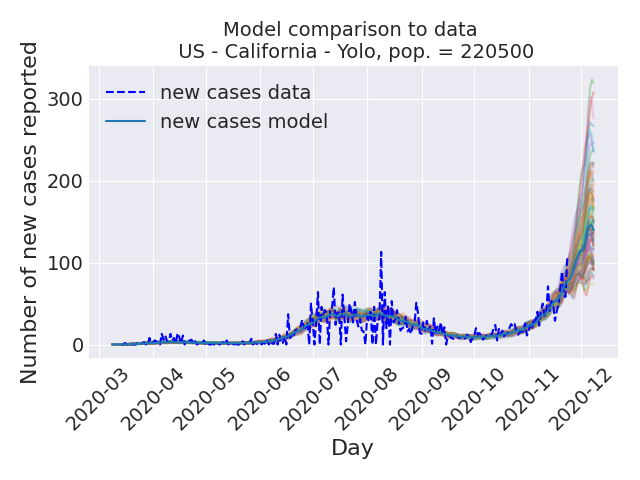 Model comparison to data
US - California - Yolo, pop. = 220500
Number of new cases reported
300
200
100
0
new cases data
new cases model
2020-03
2020-04
2020-05
2020-06
2020-07
2020-08
2020-09
2020-10
2020-11
2020-12
Day